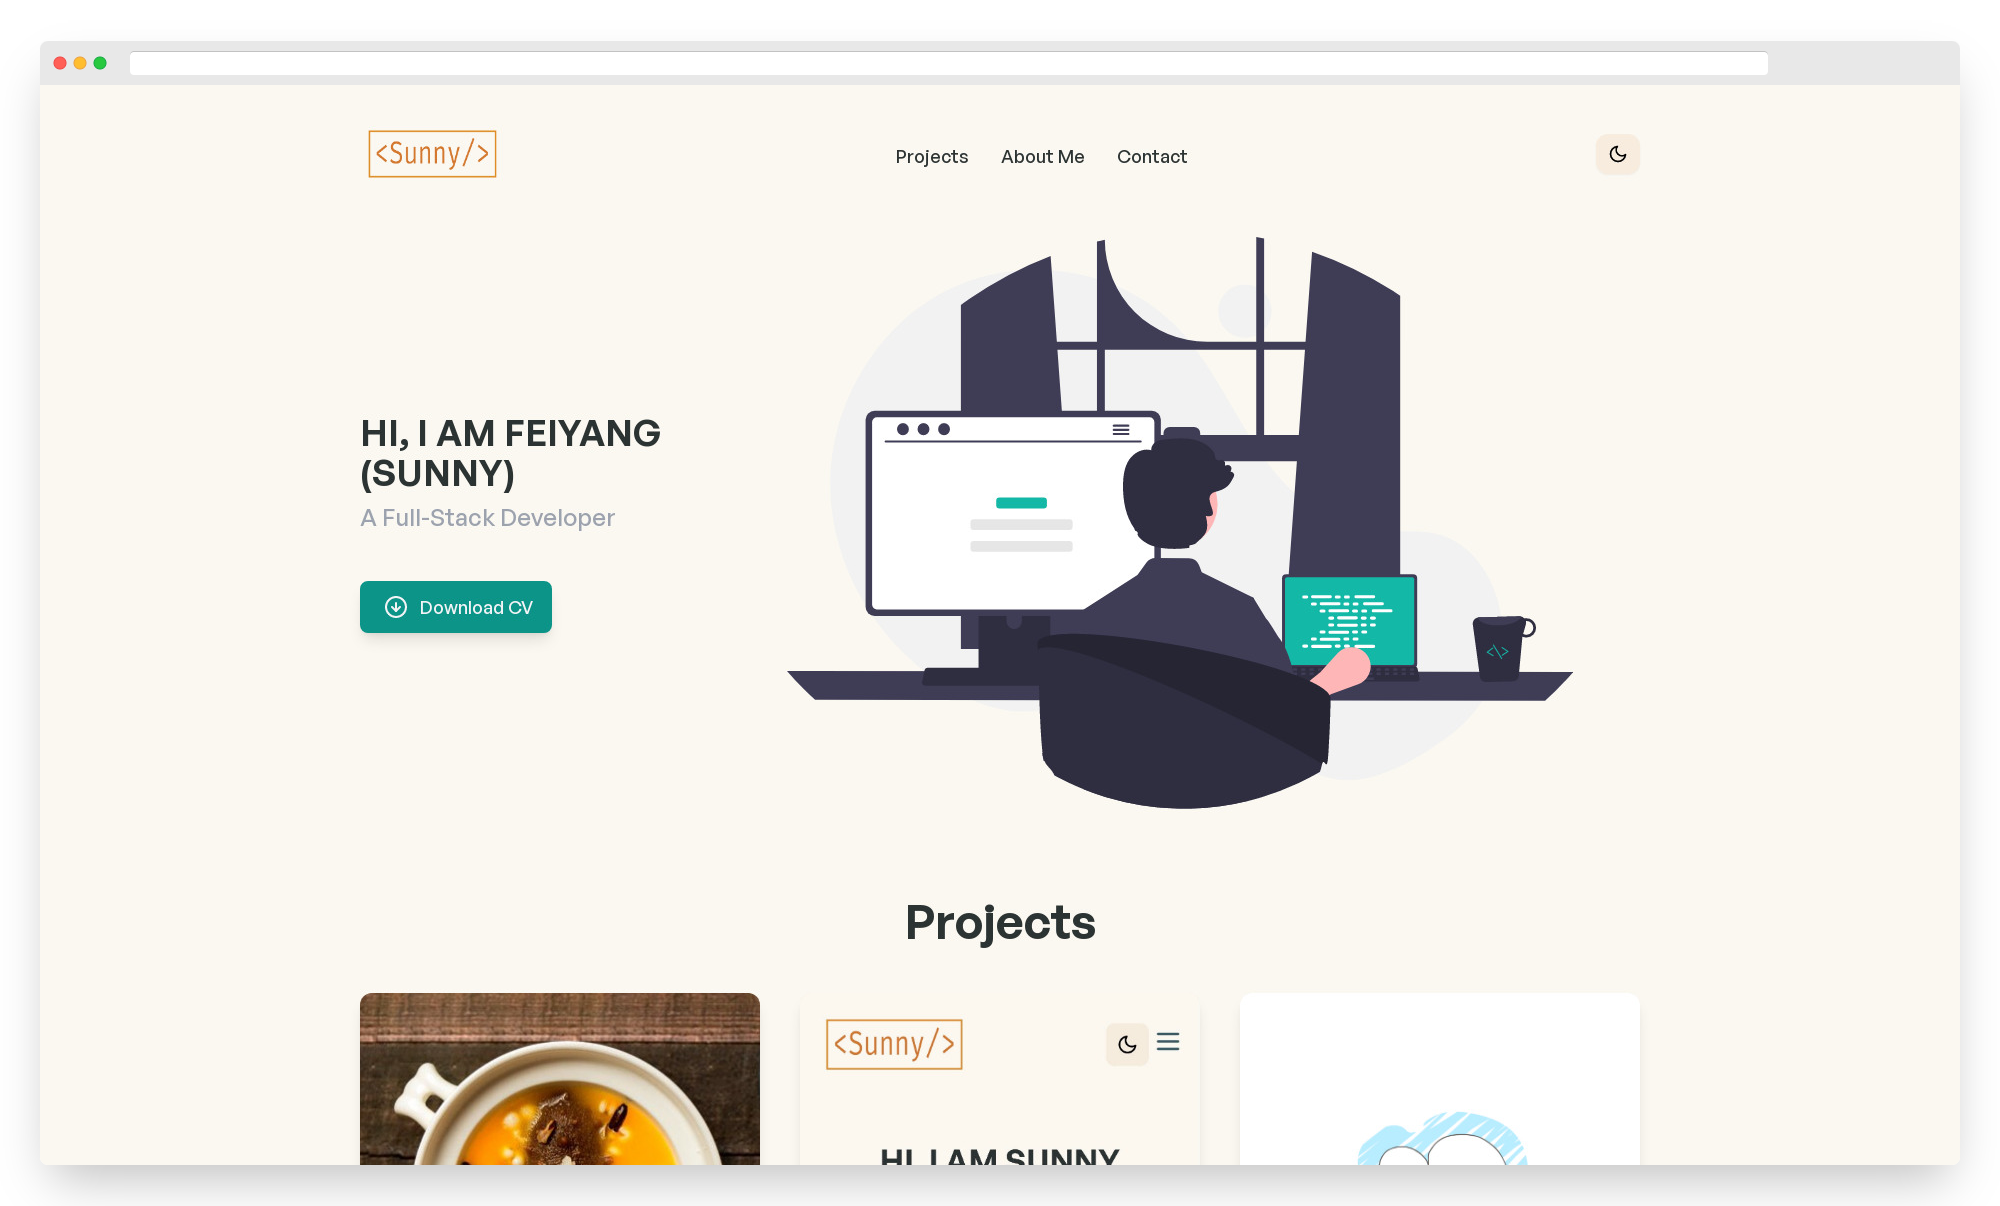 <Sunny/>
Projects About Me Contact
HI, I AM FEIYANG
(SUNNY)
A Full-Stack Developer
Download CV
<\>
Projects
<Sunny/>
HI, I AM SUNNY